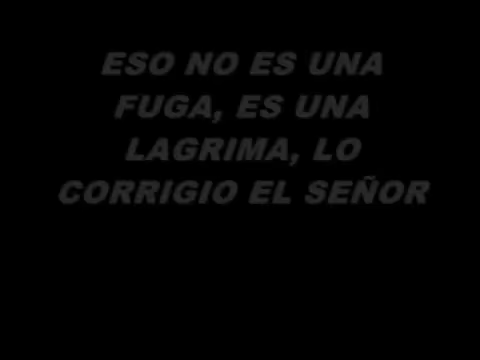 ESO NO ES UNA
FUGA, ES UNA
LAGRIMA, LO
CORRIGIO EL SEÑOR